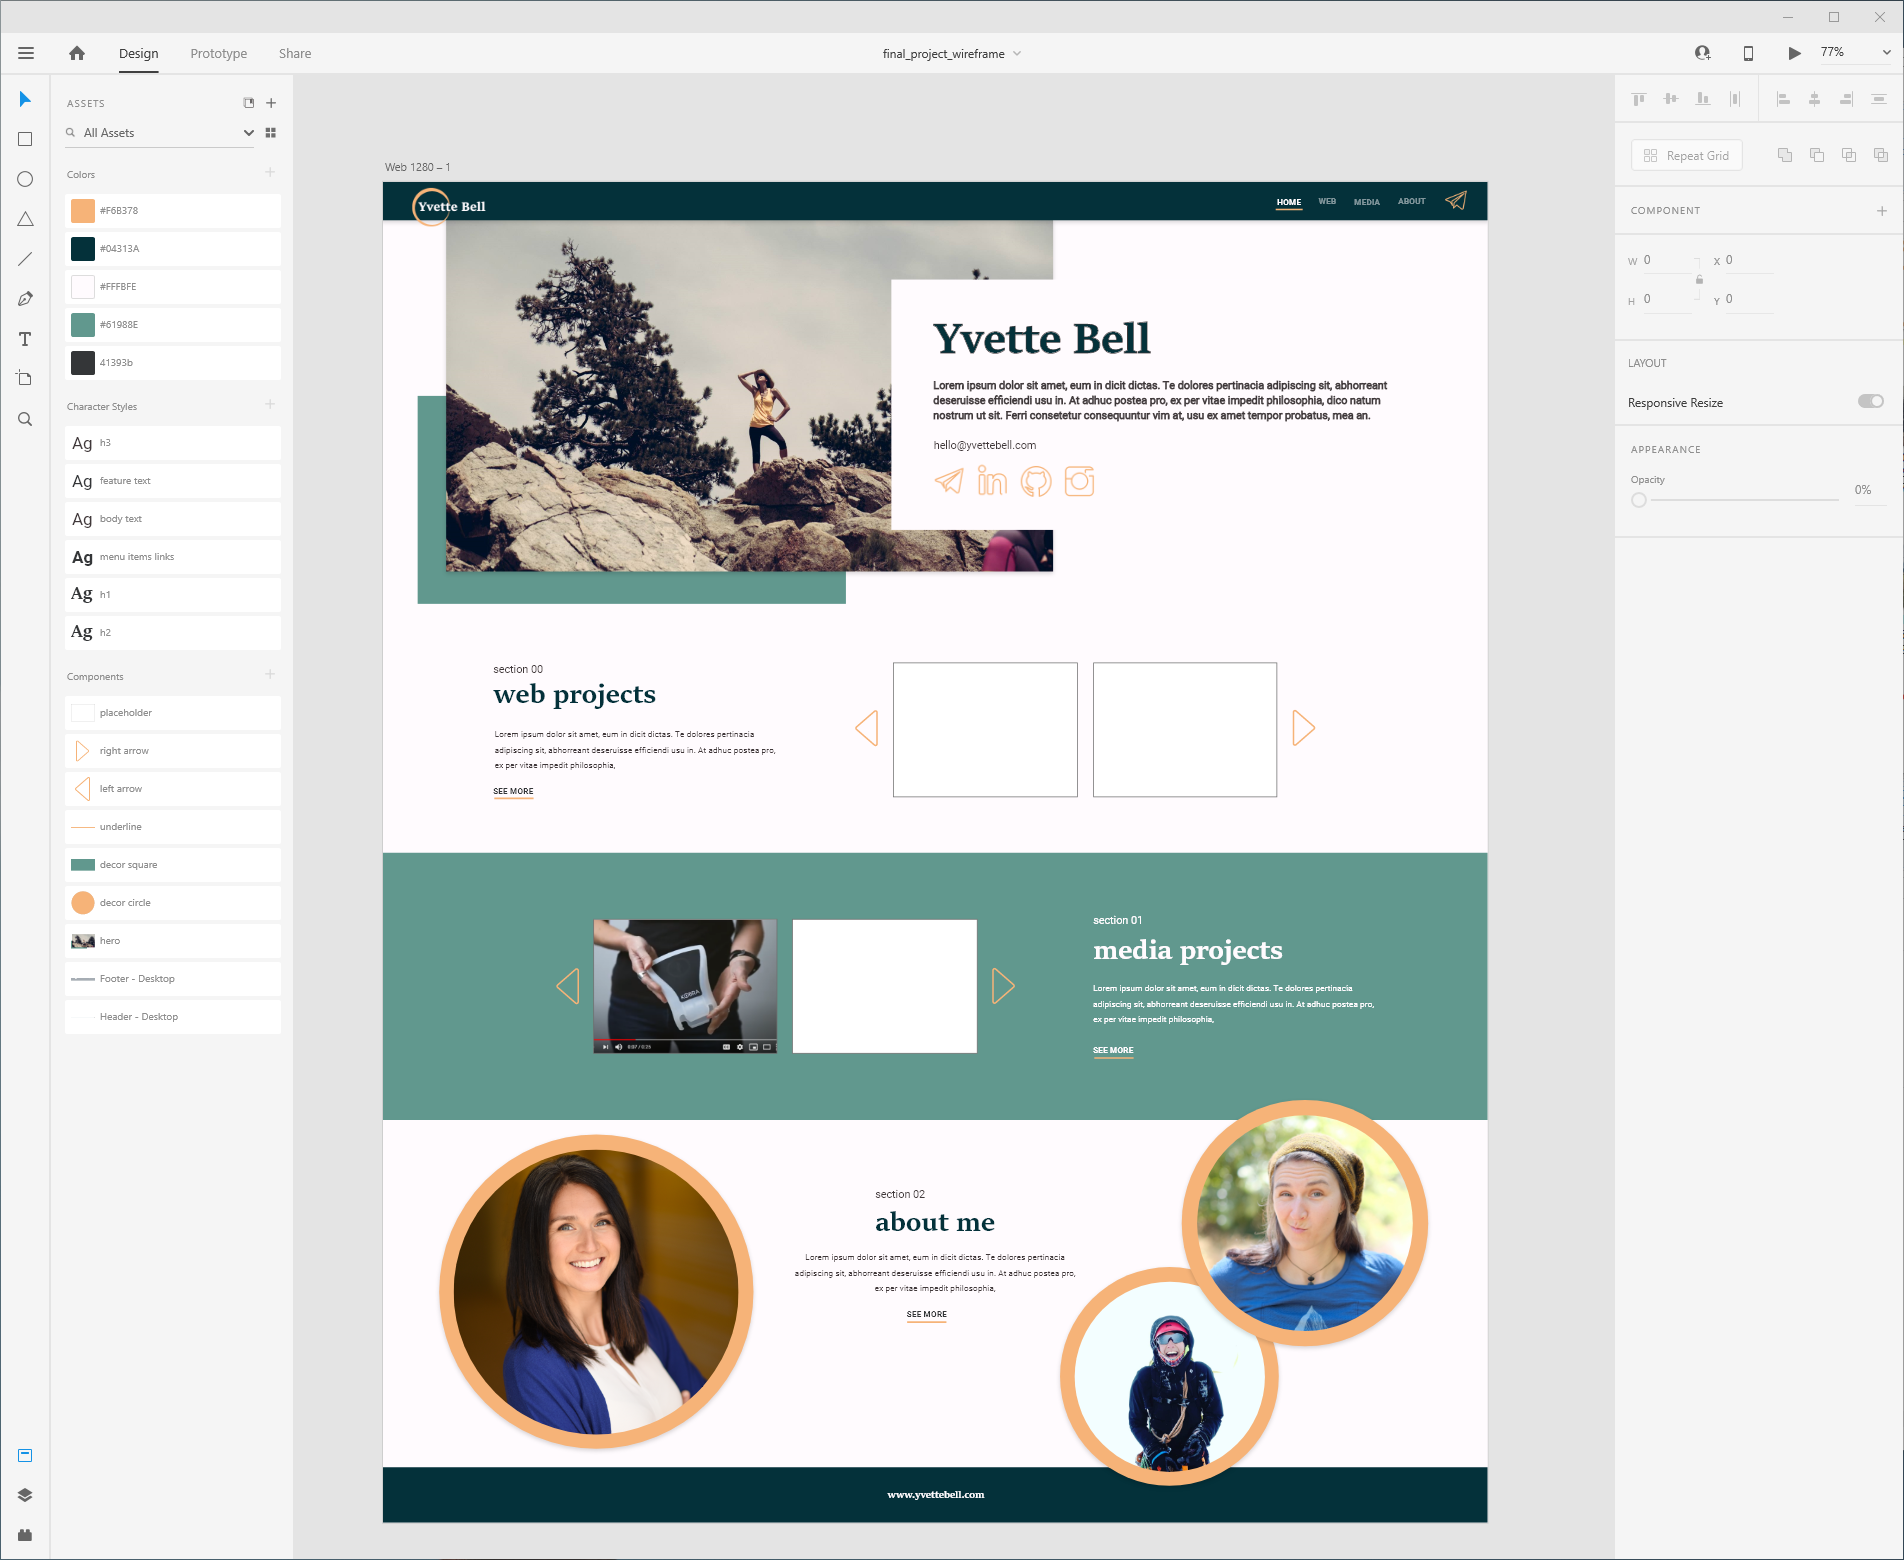 Design
Prototype
Share
final_project_wireframe
77%
ASSETS
All Assets
Colors
#F6B378
#04313A
#FFFBFE
#61988E
41393b
Character Styles
Ag h3
Ag feature text
Ag body text
Ag menu items links
Ag h1
Ag h2
Components
placeholder
right arrow
left arrow
underline
decor square
decor circle
hero
Footer - Desktop
Header - Desktop
Web 1280 – 1
Yvette Bell
HOME
WEB
MEDIA
ABOUT
Yvette Bell
Lorem ipsum dolor sit amet, eum in dicit dictas. Te dolores pertinacia adipiscing sit, abhorreant
deseruisse efficiendi usu in. At adhuc postea pro, ex per vitae impedit philosophia, dico natum
nostrum ut sit. Ferri consetetur consequuntur vim at, usu ex amet tempor probatus, mea an.
hello@yvettebell.com
section 00
web projects
Lorem ipsum dolor sit amet, eum in dicit dictas. Te dolores pertinacia
adipiscing sit, abhorreant deseruisse efficiendi usu in. At adhuc postea pro,
ex per vitae impedit philosophia,
SEE MORE
0:07 / 0:25
section 01
media projects
Lorem ipsum dolor sit amet, eum in dicit dictas. Te dolores pertinacia
adipiscing sit, abhorreant deseruisse efficiendi usu in. At adhuc postea pro,
ex per vitae impedit philosophia,
SEE MORE
section 02
about me
Lorem ipsum dolor sit amet, eum in dicit dictas. Te dolores pertinacia
adipiscing sit, abhorreant deseruisse efficiendi usu in. At adhuc postea pro,
ex per vitae impedit philosophia,
SEE MORE
www.yvettebell.com
Repeat Grid
COMPONENT
W 0
X 0
H 0
Y 0
LAYOUT
Responsive Resize
APPEARANCE
Opacity
0%